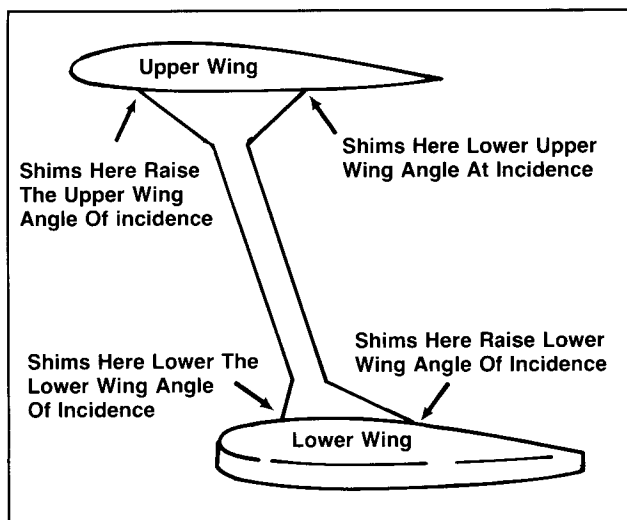 Upper Wing
Shims Here Raise
The Upper Wing
Angle Of incidence
Shims Here Lower Upper
Wing Angle At Incidence
Shims Here Lower The
Lower Wing Angle
Of Incidence
Shims Here Raise Lower
Wing Angle Of Incidence
Lower Wing